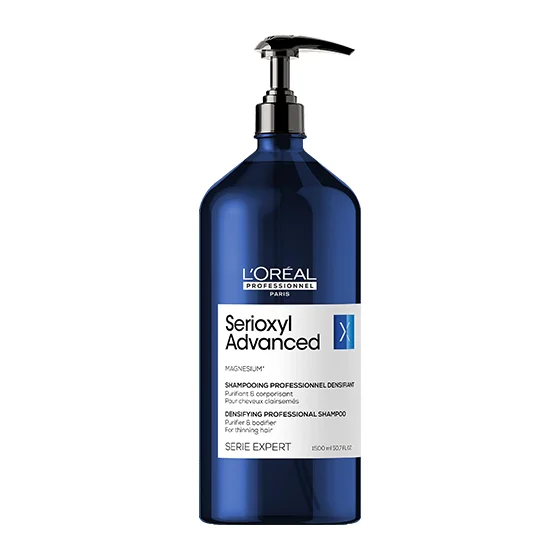 L'ORÉAL
PROFESSIONNEL
PARIS
Serioxyl
Advanced
MAGNESIUM*
SHAMPOOING PROFESSIONNEL DENSIFIANT
Purifiant & corporisant
Pour cheveux clairsemés
DENSIFYING PROFESSIONAL SHAMPOO
Purifier & bodifier
For thinning hair
SERIE EXPERT
1500 ml 50.7 fl.oz.